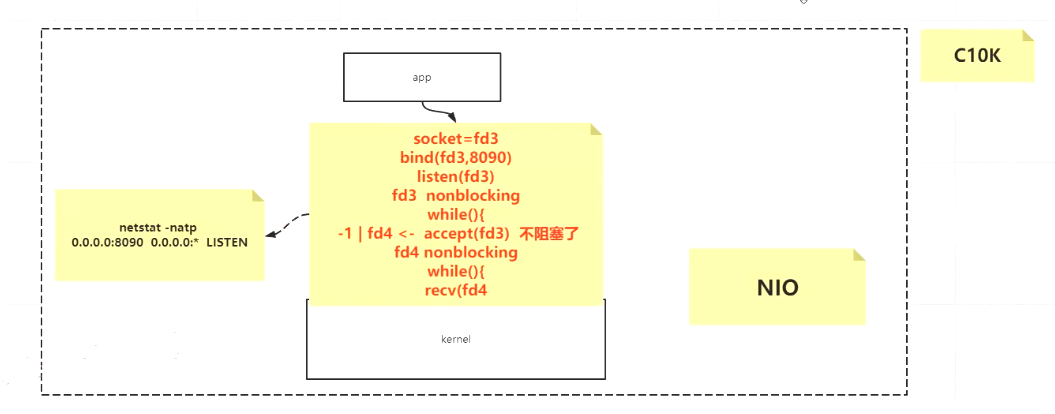 C10K
app
socket=fd3
bind(fd3,8090)
listen(fd3)
fd3 nonblocking
while(){
-1 | fd4 <- accept(fd3) 不阻塞了
fd4 nonblocking
while(){
recv(fd4
netstat -natp
0.0.0.0:8090 0.0.0.0:* LISTEN
NIO
kernel